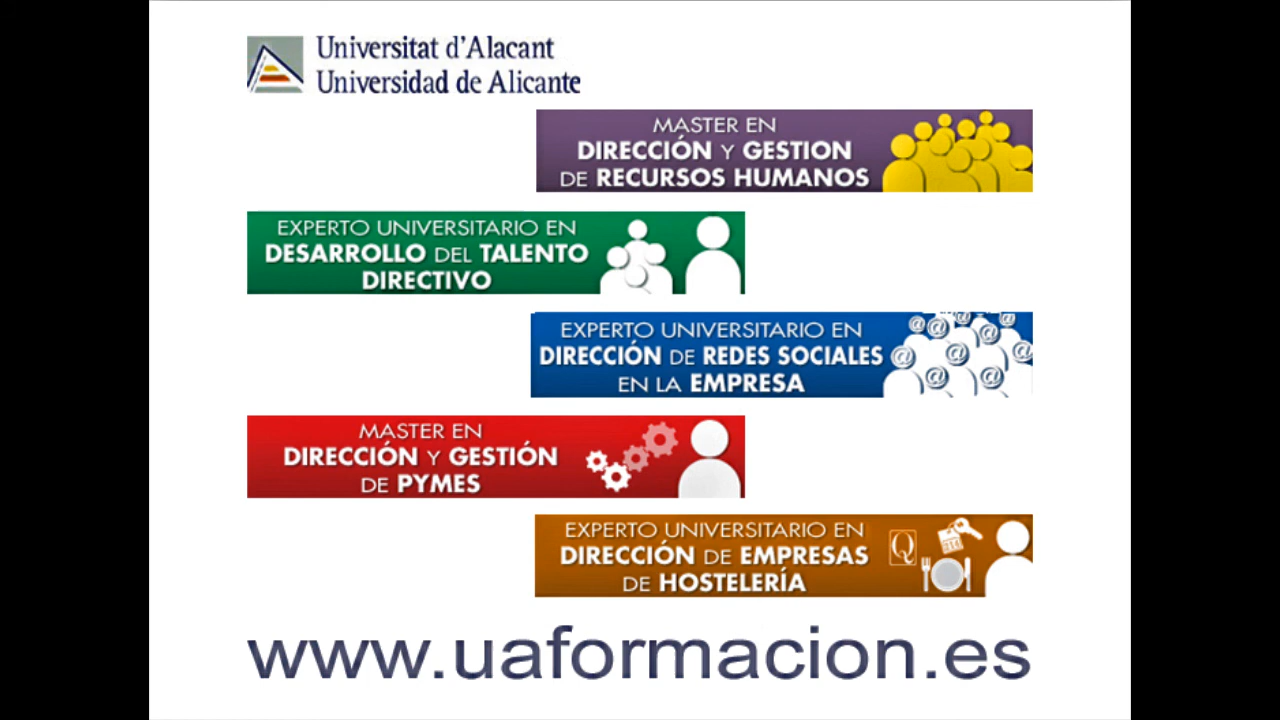 Universitat d'Alacant
Universidad de Alicante
MASTER EN
DIRECCIÓN Y GESTION
DE RECURSOS HUMANOS
EXPERTO UNIVERSITARIO EN
DESARROLLO DEL TALENTO
DIRECTIVO
EXPERTO UNIVERSITARIO EN
DIRECCIÓN DE REDES SOCIALES
EN LA EMPRESA
@ @ @ @ @ @ @ @ @ @
MASTER EN
DIRECCIÓN Y GESTIÓN
DE PYMES
EXPERTO UNIVERSITARIO EN
DIRECCIÓN DE EMPRESAS
DE HOSTELERÍA
Q
www.uaformacion.es